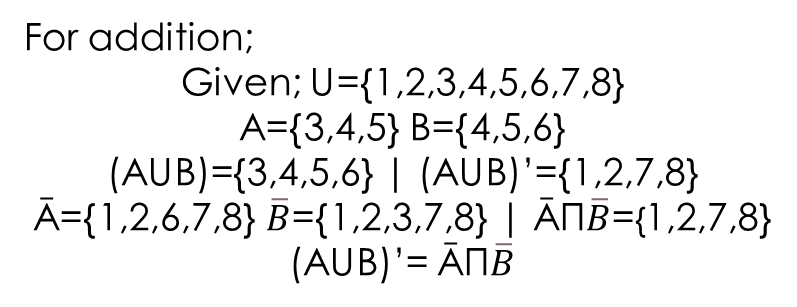 For addition;
Given; U={1,2,3,4,5,6,7,8}
A={3,4,5} B={4,5,6}
(AUB)={3,4,5,6} | (AUB)’={1,2,7,8}
Ā={1,2,6,7,8} B̅={1,2,3,7,8} | ĀПB̅={1,2,7,8}
(AUB)’= ĀПB̅